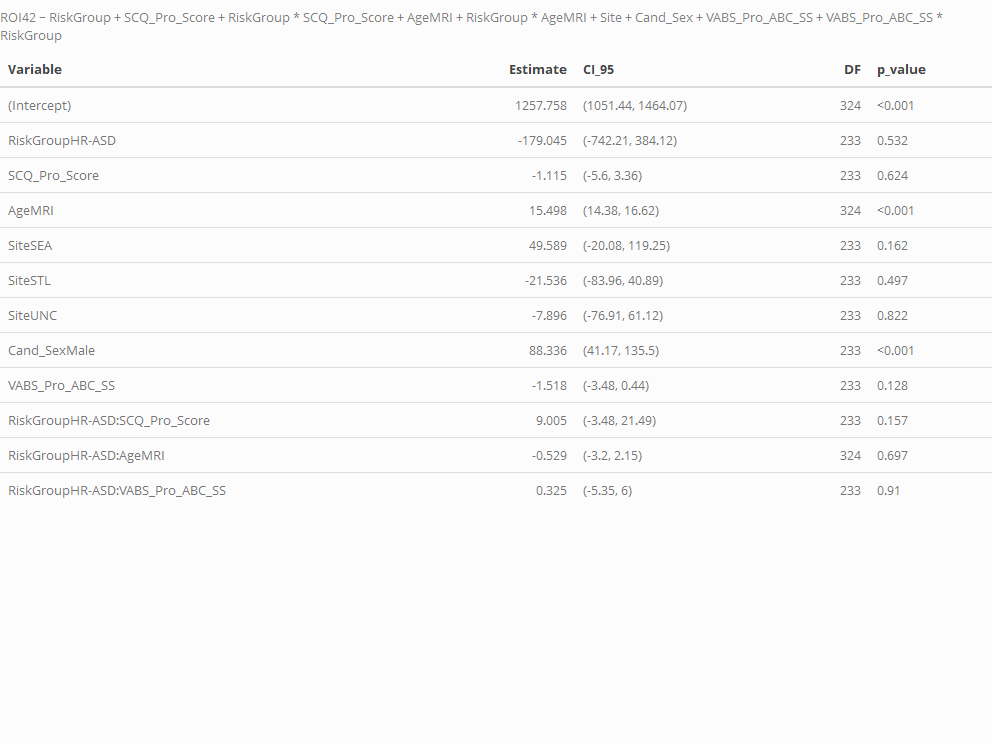 ROI42 ~ RiskGroup + SCQ_Pro_Score + RiskGroup * SCQ_Pro_Score + AgeMRI + RiskGroup * AgeMRI + Site + Cand_Sex + VABS_Pro_ABC_SS + VABS_Pro_ABC_SS *
RiskGroup
Variable Estimate CI_95 DF p_value
(Intercept) 1257.758 (1051.44, 1464.07) 324 <0.001
RiskGroupHR-ASD -179.045 (-742.21, 384.12) 233 0.532
SCQ_Pro_Score -1.115 (-5.6, 3.36) 233 0.624
AgeMRI 15.498 (14.38, 16.62) 324 <0.001
SiteSEA 49.589 (-20.08, 119.25) 233 0.162
SiteSTL -21.536 (-83.96, 40.89) 233 0.497
SiteUNC -7.896 (-76.91, 61.12) 233 0.822
Cand_SexMale 88.336 (41.17, 135.5) 233 <0.001
VABS_Pro_ABC_SS -1.518 (-3.48, 0.44) 233 0.128
RiskGroupHR-ASD:SCQ_Pro_Score 9.005 (-3.48, 21.49) 233 0.157
RiskGroupHR-ASD:AgeMRI -0.529 (-3.2, 2.15) 324 0.697
RiskGroupHR-ASD:VABS_Pro_ABC_SS 0.325 (-5.35, 6) 233 0.91